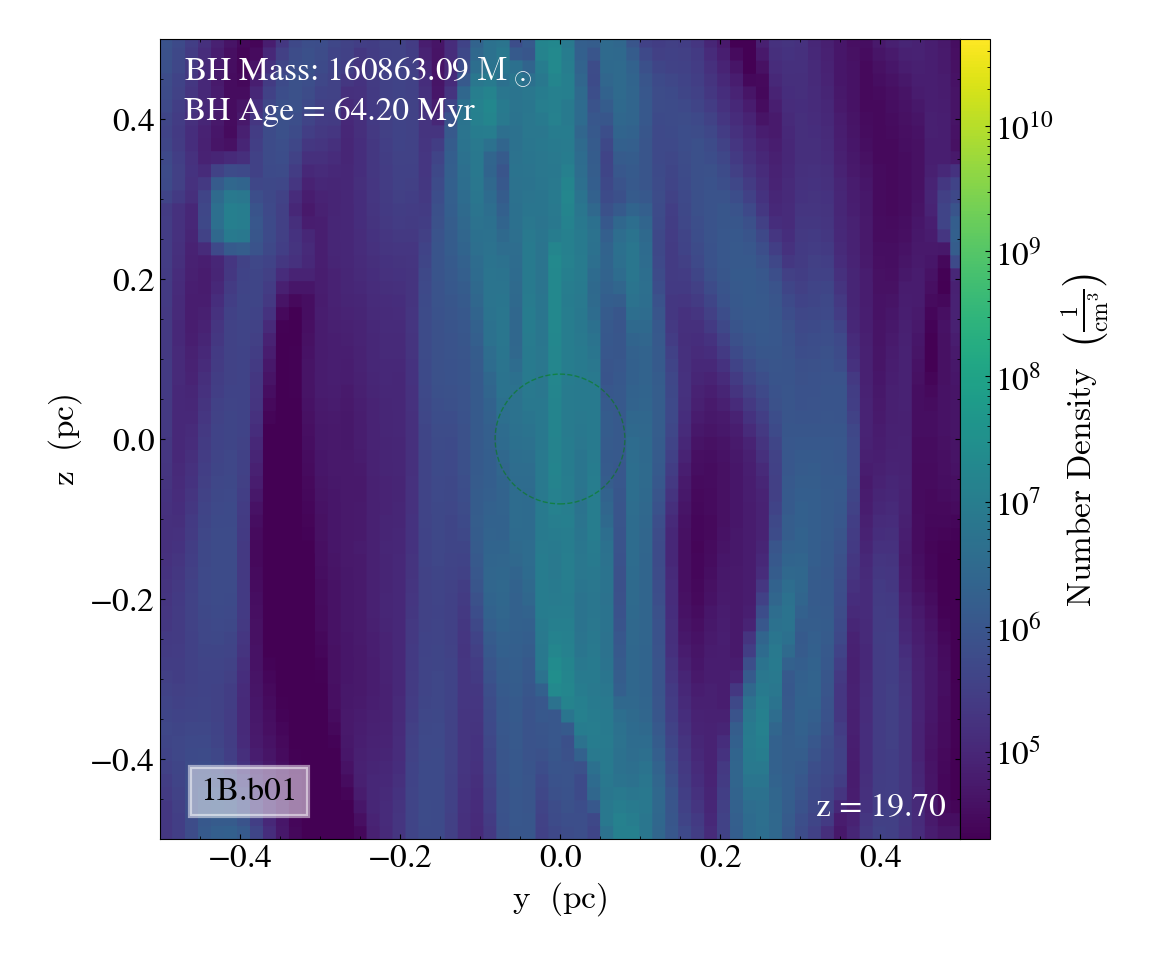 BH Mass: 160863.09 M⊙
BH Age = 64.20 Myr
0.4
0.2
0.0
−0.2
−0.4
z (pc)
1B.b01
z = 19.70
−0.4 −0.2 0.0 0.2 0.4
y (pc)
10¹⁰
10⁹
10⁸
10⁷
10⁶
10⁵
Number Density (1/cm³)